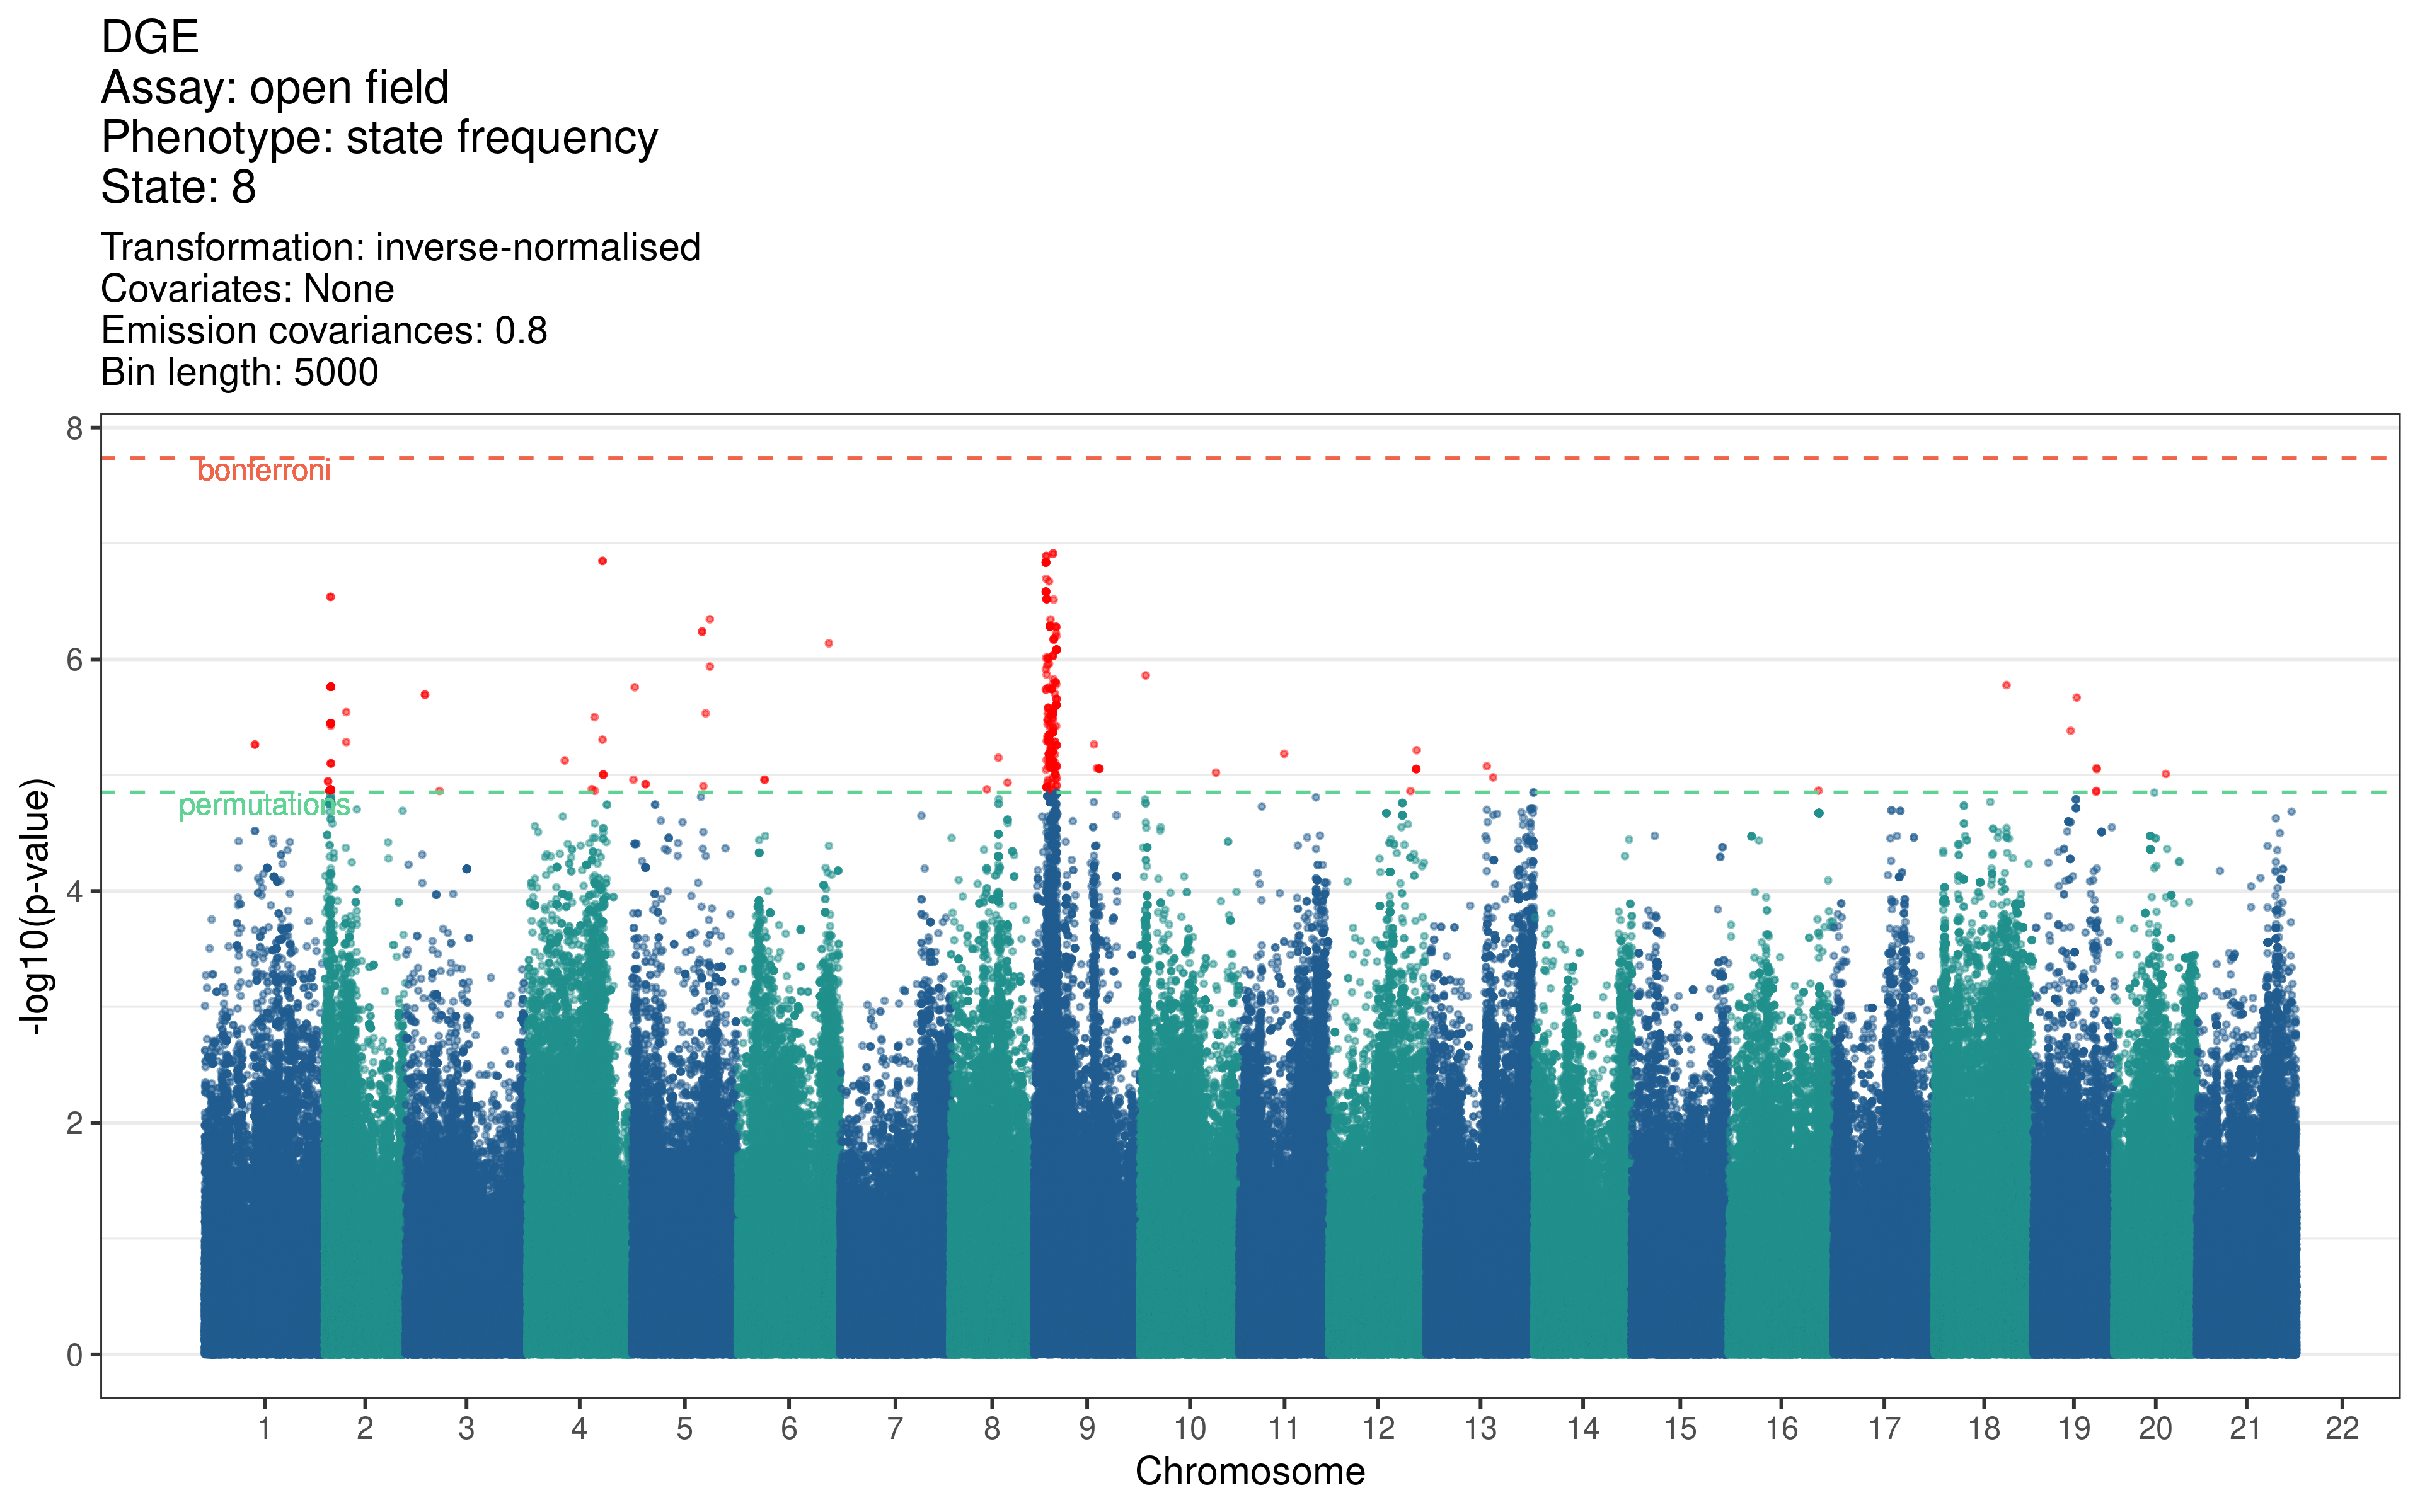 DGE
Assay: open field
Phenotype: state frequency
State: 8
Transformation: inverse-normalised
Covariates: None
Emission covariances: 0.8
Bin length: 5000
8
bonferroni
6
permutations
4
2
0
-log10(p-value)
1 2 3 4 5 6 7 8 9 10 11 12 13 14 15 16 17 18 19 20 21 22
Chromosome